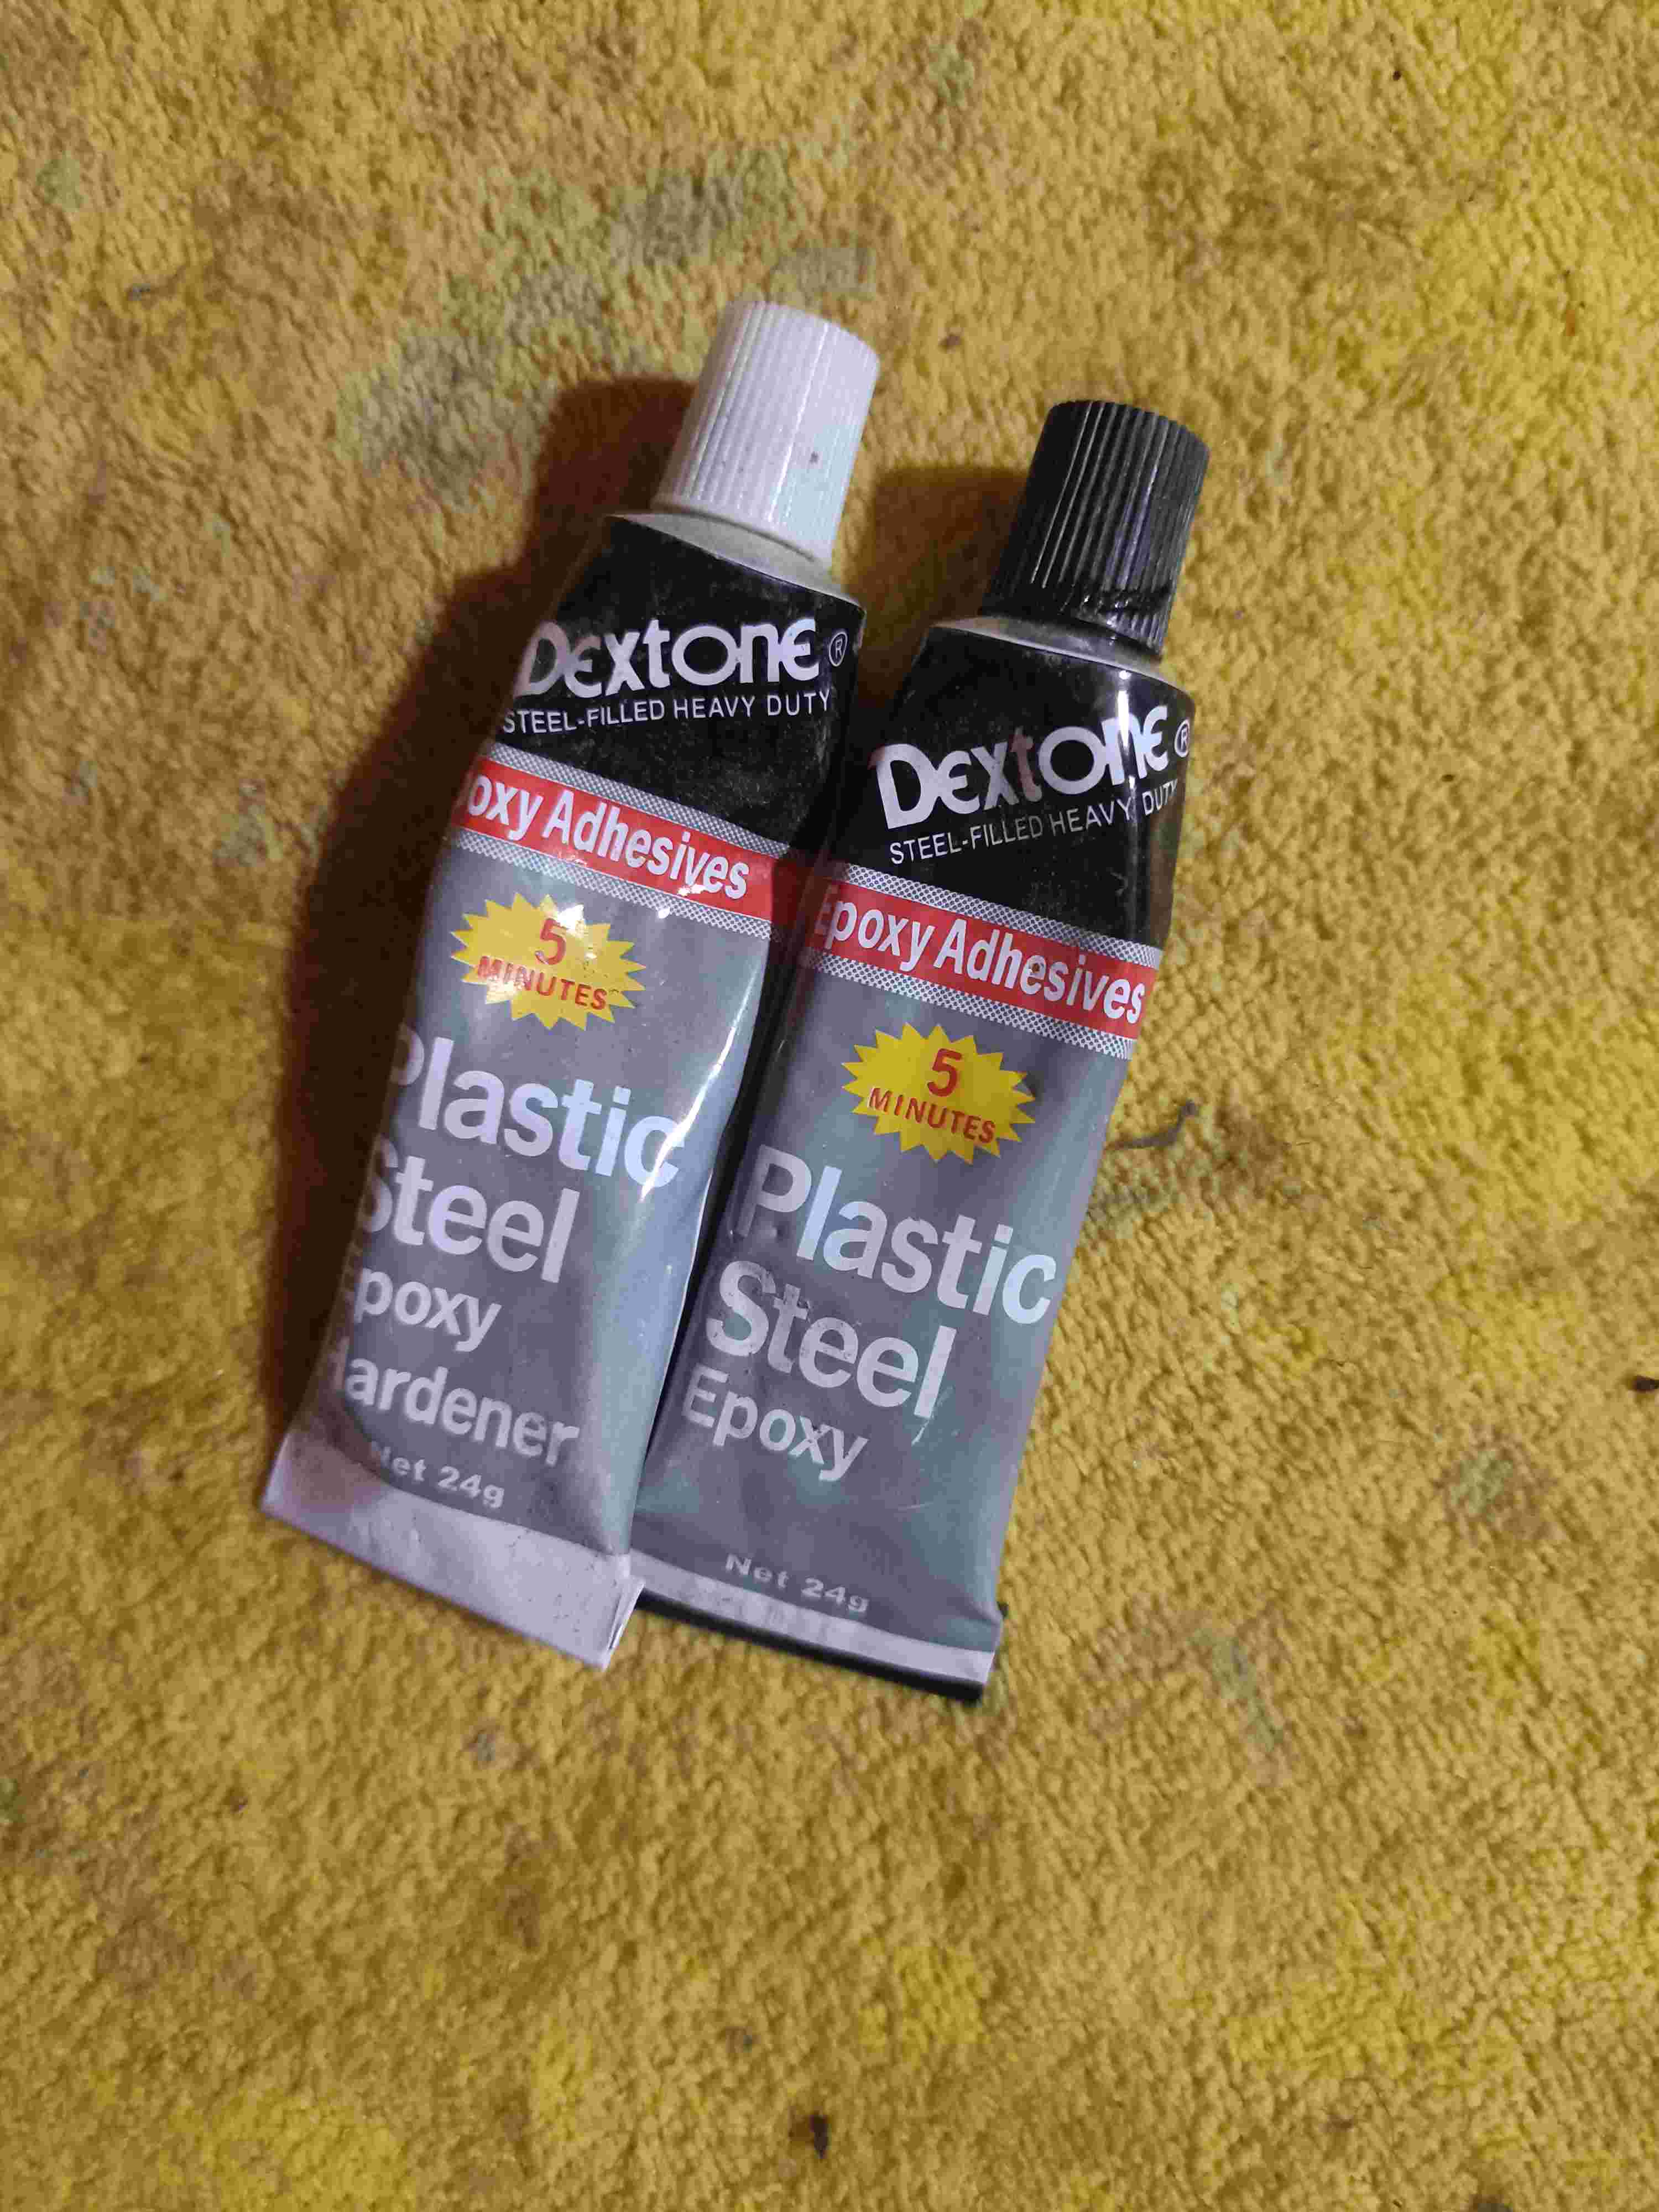 Dextone ®
STEEL-FILLED HEAVY DUTY
oxy Adhesives
5
MINUTES
Plastic
Steel
poxy
ardener
Net 24g
Dextone ®
STEEL-FILLED HEAVY DUTY
Epoxy Adhesives
5
MINUTES
Plastic
Steel
Epoxy
Net 24g